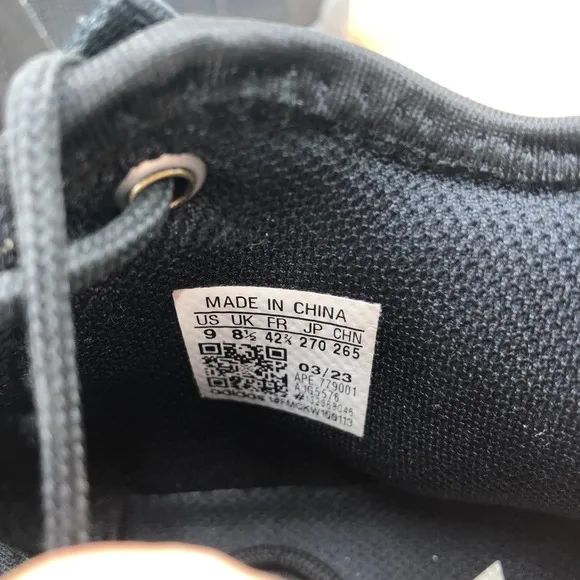 MADE IN CHINA
US UK FR JP CHN
9 8½ 42⅔ 270 265
03/23
APE 779001
adidas